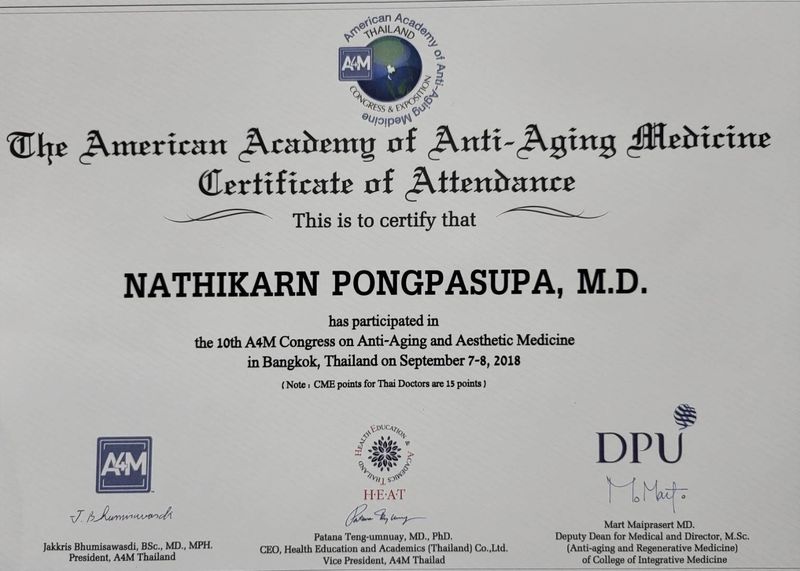 American Academy of Anti-Aging Medicine
THAILAND
A4M
CONGRESS & EXPOSITION
The American Academy of Anti-Aging Medicine
Certificate of Attendance
This is to certify that
NATHIKARN PONGPASUPA, M.D.
has participated in
the 10th A4M Congress on Anti-Aging and Aesthetic Medicine
in Bangkok, Thailand on September 7-8, 2018
( Note : CME points for Thai Doctors are 15 points )
A4M
J. Bhumisawasdi
Jakkris Bhumisawasdi, BSc., MD., MPH.
President, A4M Thailand
HEALTH EDUCATION & ACADEMICS THAILAND
H·E·A·T
Patana Teng-umnuay, MD., PhD.
CEO, Health Education and Academics (Thailand) Co.,Ltd.
Vice President, A4M Thailad
DPU
Mart Maiprasert MD.
Deputy Dean for Medical and Director, M.Sc.
(Anti-aging and Regenerative Medicine)
of College of Integrative Medicine